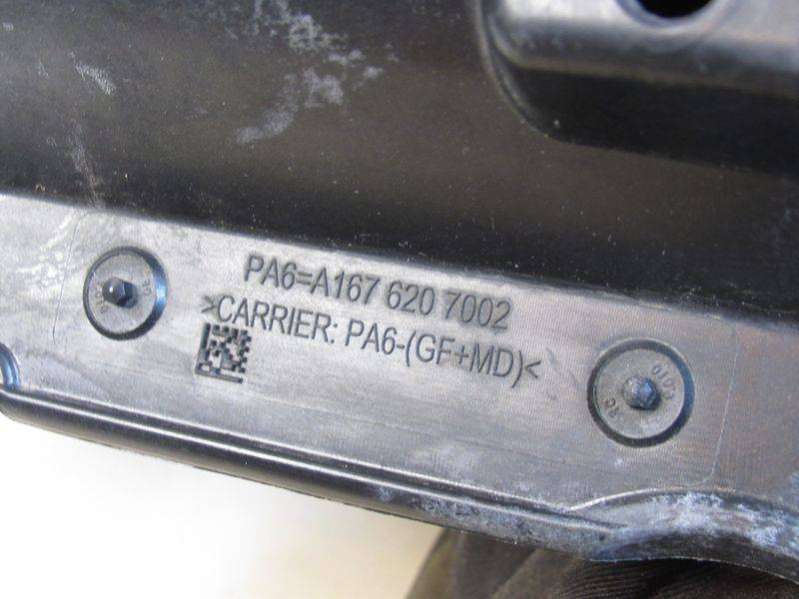 PA6=A167 620 7002
>CARRIER: PA6-(GF+MD)<